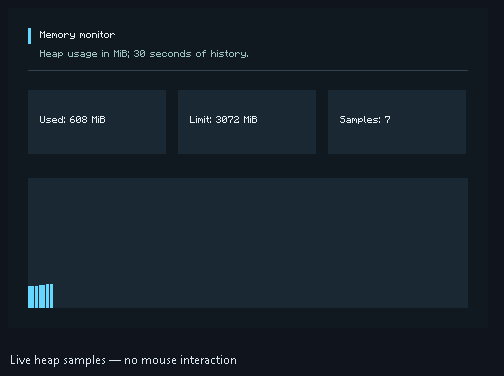 Memory monitor
Heap usage in MiB; 30 seconds of history.
Used: 608 MiB
Limit: 3072 MiB
Samples: 7
Live heap samples — no mouse interaction